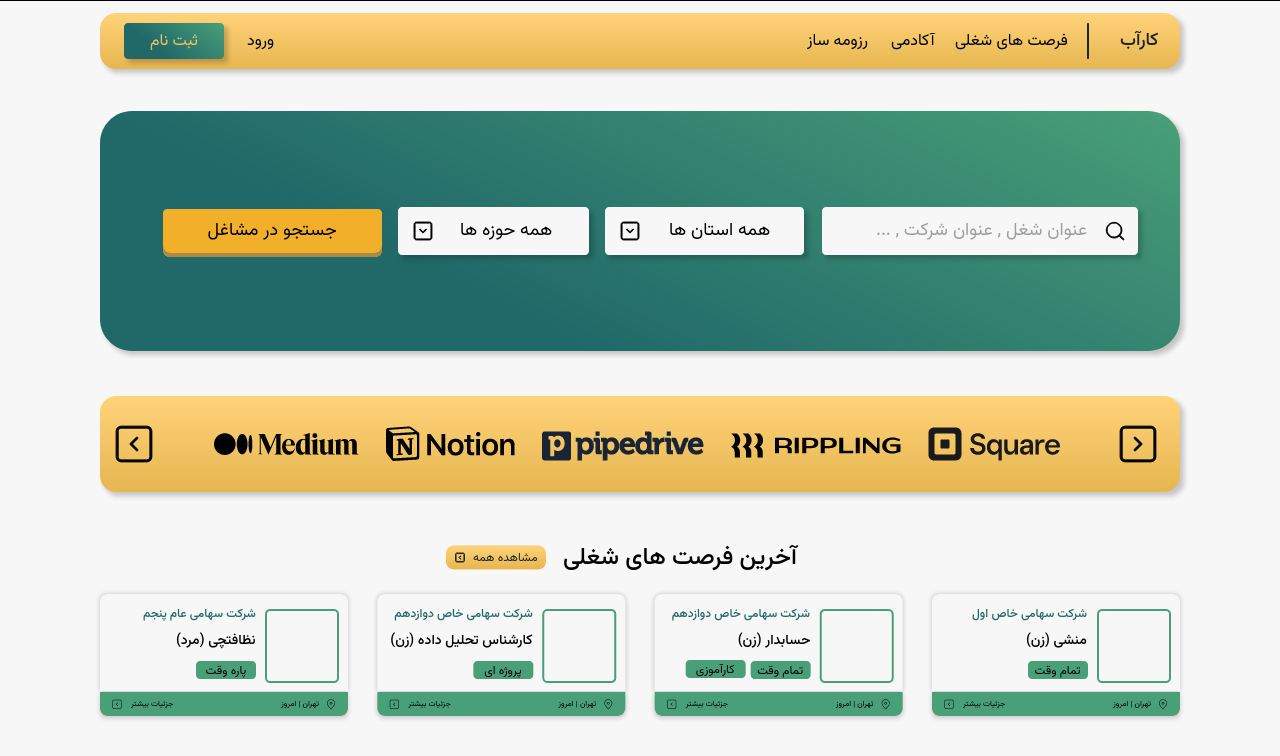 کارآب
فرصت های شغلی
آکادمی
رزومه ساز
ورود
ثبت نام
عنوان شغل , عنوان شرکت , ...
همه استان ها
همه حوزه ها
جستجو در مشاغل
Medium
Notion
pipedrive
RIPPLING
Square
آخرین فرصت های شغلی
مشاهده همه
شرکت سهامی خاص اول
منشی (زن)
تمام وقت
تهران | امروز
جزئیات بیشتر
شرکت سهامی خاص دوازدهم
حسابدار (زن)
تمام وقت
کارآموزی
تهران | امروز
جزئیات بیشتر
شرکت سهامی خاص دوازدهم
کارشناس تحلیل داده (زن)
پروژه ای
تهران | امروز
جزئیات بیشتر
شرکت سهامی عام پنجم
نظافتچی (مرد)
پاره وقت
تهران | امروز
جزئیات بیشتر